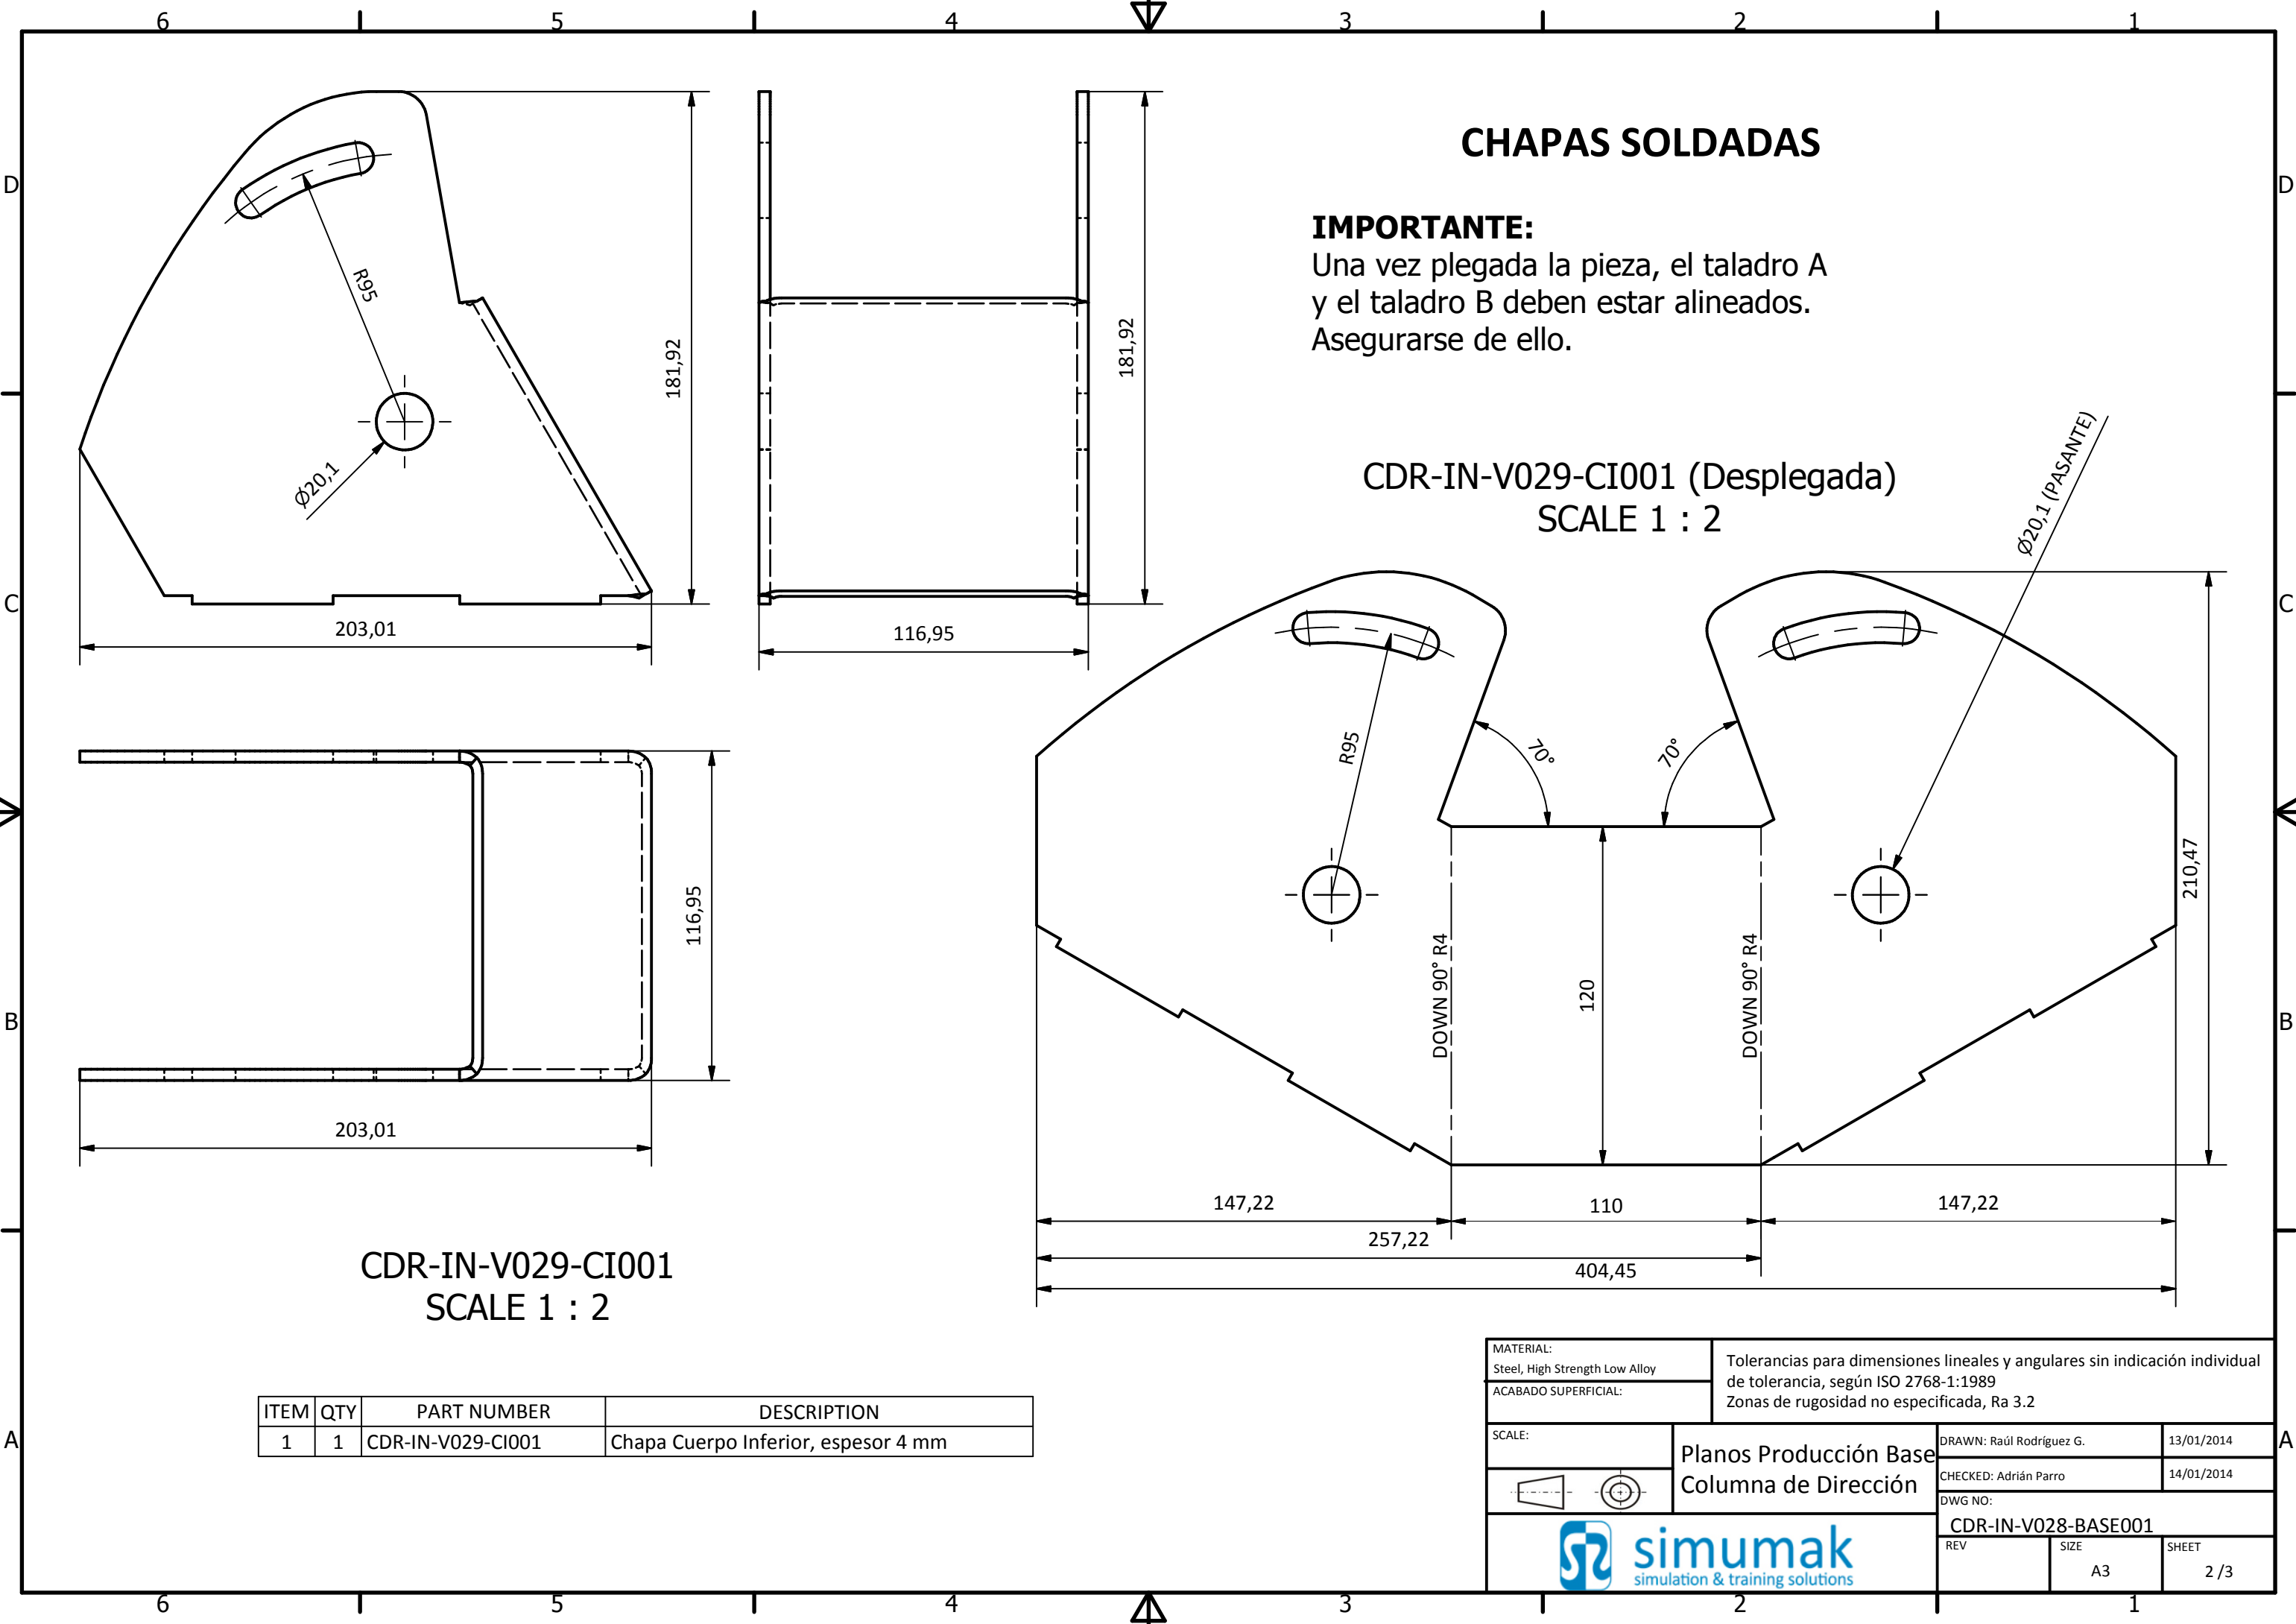 6 5 4 3 2 1
D D
C C
B B
A A
R95
Ø20,1
181,92
203,01
181,92
116,95
CHAPAS SOLDADAS
IMPORTANTE:
Una vez plegada la pieza, el taladro A
y el taladro B deben estar alineados.
Asegurarse de ello.
CDR-IN-V029-CI001 (Desplegada)
SCALE 1 : 2
Ø20,1 (PASANTE)
R95
70°
70°
210,47
DOWN 90° R4
120
DOWN 90° R4
147,22
110
147,22
257,22
404,45
116,95
203,01
CDR-IN-V029-CI001
SCALE 1 : 2
ITEM QTY PART NUMBER DESCRIPTION
1 1 CDR-IN-V029-CI001 Chapa Cuerpo Inferior, espesor 4 mm
MATERIAL:
Steel, High Strength Low Alloy
ACABADO SUPERFICIAL:
Tolerancias para dimensiones lineales y angulares sin indicación individual
de tolerancia, según ISO 2768-1:1989
Zonas de rugosidad no especificada, Ra 3.2
SCALE:
Planos Producción Base
Columna de Dirección
DRAWN: Raúl Rodríguez G. 13/01/2014
CHECKED: Adrián Parro 14/01/2014
DWG NO:
CDR-IN-V028-BASE001
REV SIZE SHEET
A3 2 /3
simumak
simulation & training solutions
6 5 4 3 2 1